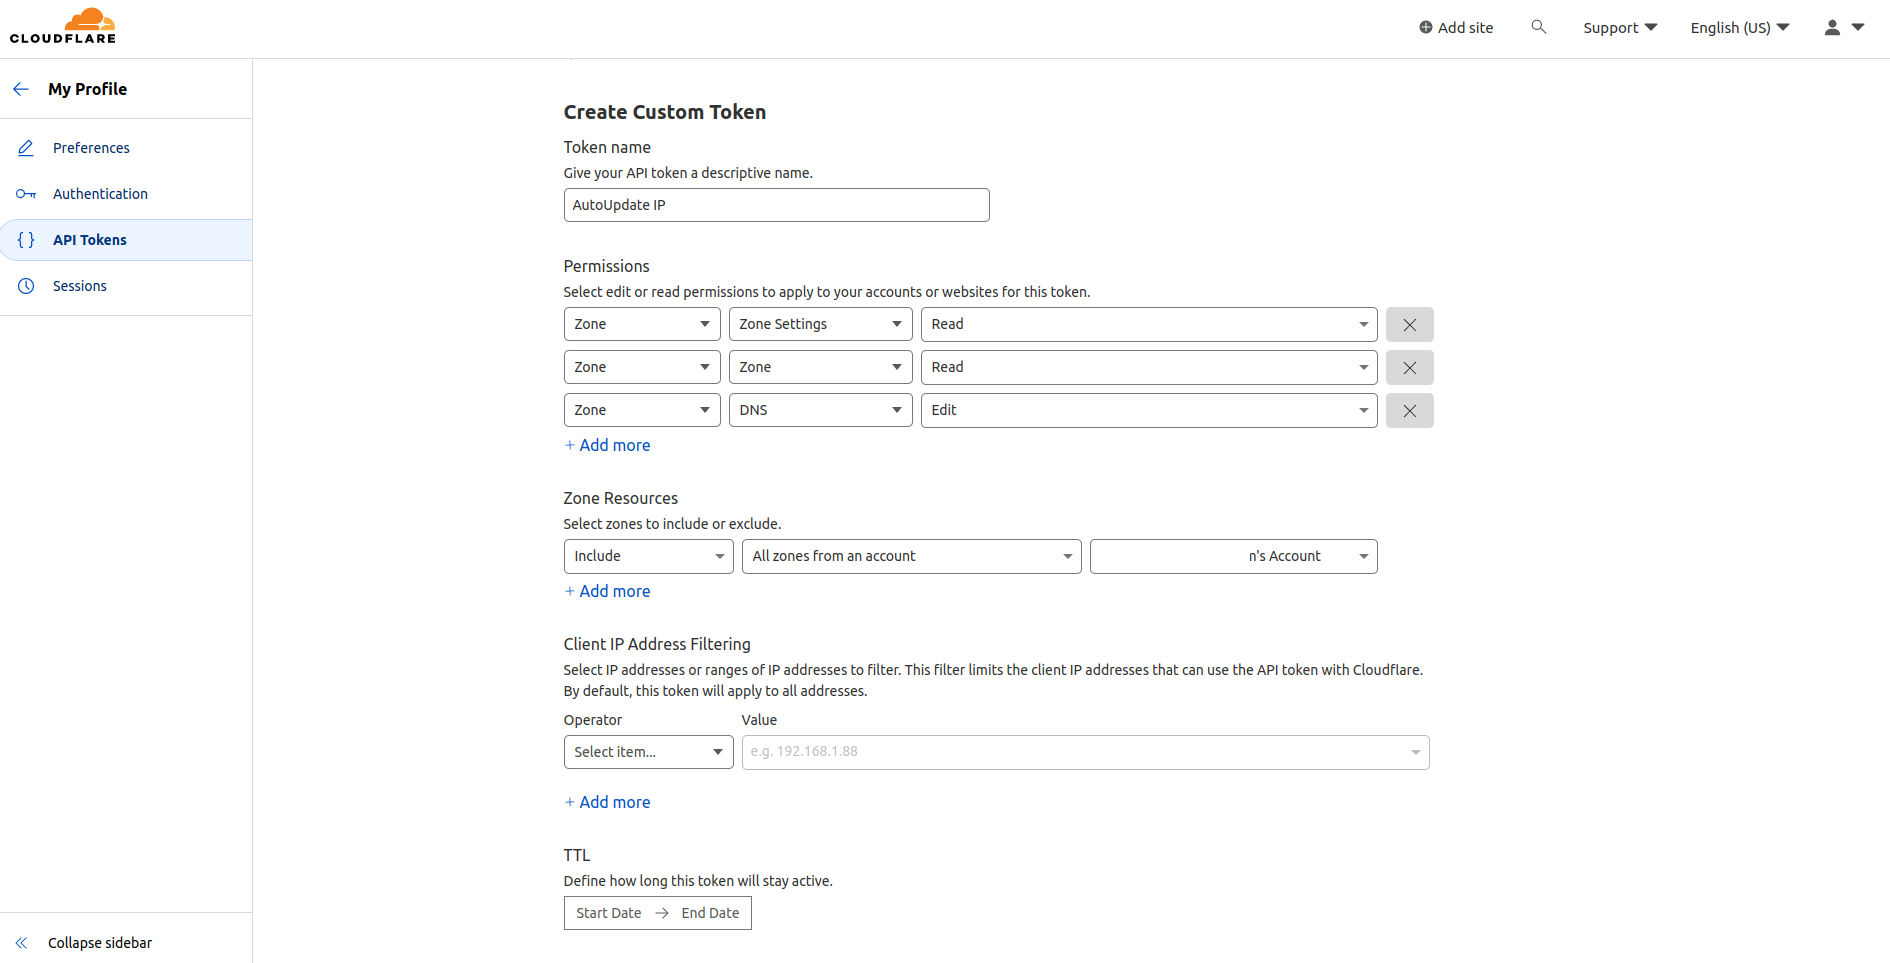 CLOUDFLARE
Add site
Support
English (US)
My Profile
Preferences
Authentication
API Tokens
Sessions
Collapse sidebar
Create Custom Token
Token name
Give your API token a descriptive name.
AutoUpdate IP
Permissions
Select edit or read permissions to apply to your accounts or websites for this token.
Zone Zone Settings Read
Zone Zone Read
Zone DNS Edit
+ Add more
Zone Resources
Select zones to include or exclude.
Include All zones from an account n's Account
+ Add more
Client IP Address Filtering
Select IP addresses or ranges of IP addresses to filter. This filter limits the client IP addresses that can use the API token with Cloudflare.
By default, this token will apply to all addresses.
Operator Value
Select item... e.g. 192.168.1.88
+ Add more
TTL
Define how long this token will stay active.
Start Date → End Date